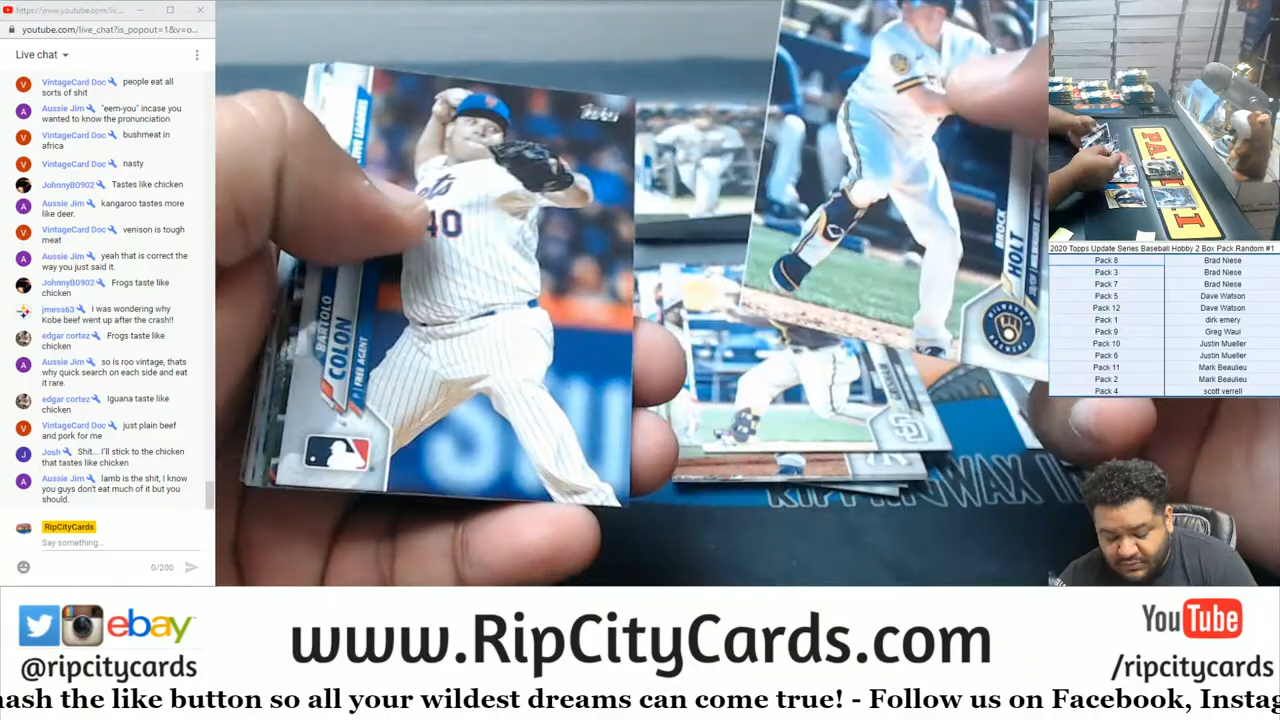 https://www.youtube.com/liv...
youtube.com/live_chat?is_popout=1&v=o...
Live chat
VintageCard Doc people eat all
sorts of shit
Aussie Jim "eem-you" incase you
wanted to know the pronunciation
VintageCard Doc bushmeat in
africa
VintageCard Doc nasty
JohnnyB0902 Tastes like chicken
Aussie Jim kangaroo tastes more
like deer.
VintageCard Doc venison is tough
meat
Aussie Jim yeah that is correct the
way you just said it.
JohnnyB0902 Frogs taste like
chicken
jmess63 I was wondering why
Kobe beef went up after the crash!!
edgar cortez Frogs taste like
chicken
Aussie Jim so is roo vintage, thats
why quick search on each side and eat
it rare.
edgar cortez Iguana taste like
chicken
VintageCard Doc just plain beef
and pork for me
Josh Shit... I'll stick to the chicken
that tastes like chicken
Aussie Jim lamb is the shit, I know
you guys don't eat much of it but you
should.
RipCityCards
Say something...
0/200
Topps
40
BARTOLO
COLON
P | FREE AGENT
BROCK
HOLT
MILWAUKEE
BREWERS
SD
2020 Topps Update Series Baseball Hobby 2 Box Pack Random #1
Pack 8 Brad Niese
Pack 3 Brad Niese
Pack 7 Brad Niese
Pack 5 Dave Watson
Pack 12 Dave Watson
Pack 1 dirk emery
Pack 9 Greg Waul
Pack 10 Justin Mueller
Pack 6 Justin Mueller
Pack 11 Mark Beaulieu
Pack 2 Mark Beaulieu
Pack 4 scott verrell
ebay
@ripcitycards
www.RipCityCards.com
YouTube
/ripcitycards
mash the like button so all your wildest dreams can come true! - Follow us on Facebook, Instag